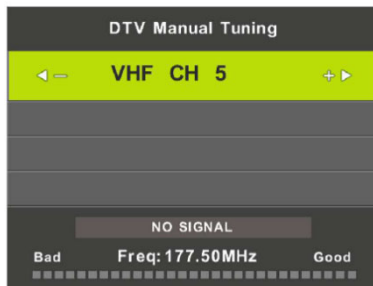 DTV Manual Tuning
VHF CH 5
NO SIGNAL
Bad Freq:177.50MHz Good